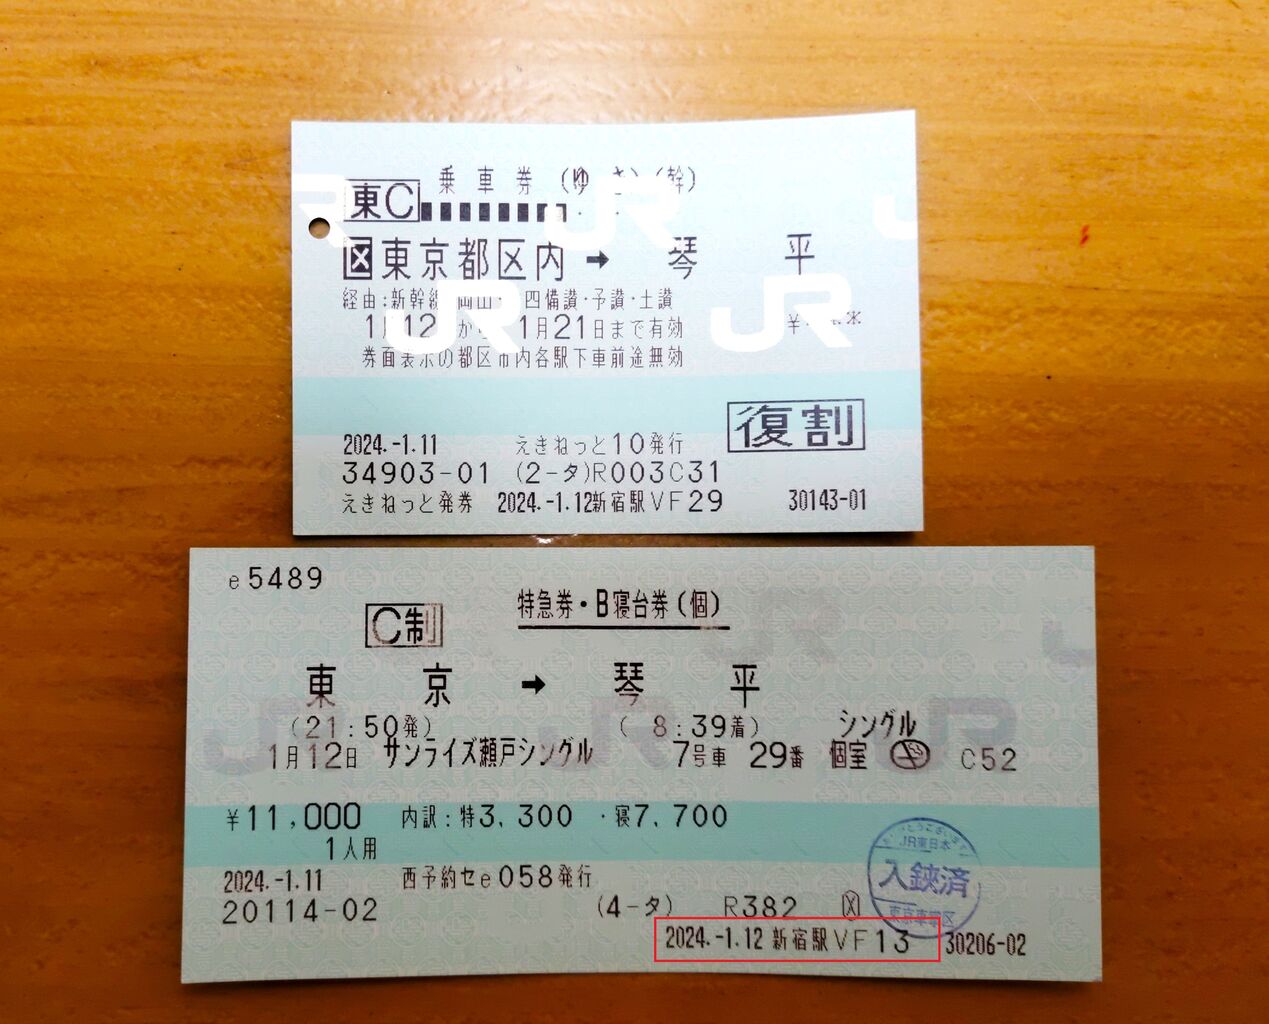 乗車券(ゆき)(幹)
東C
区東京都区内→琴平
経由:新幹線 岡山・ 四備讃・予讃・土讃
1月12 から 1月21日まで有効
券面表示の都区市内各駅下車前途無効
復割
2024.-1.11 えきねっと10発行
34903-01 (2-タ)R003C31
えきねっと発券 2024.-1.12新宿駅VF29 30143-01
e5489
特急券・B寝台券(個)
C制
東京→琴平
(21:50発) (8:39着) シングル
1月12日 サンライズ瀬戸シングル 7号車 29番 個室 C52
¥11,000 内訳:特3,300・寝7,700
1人用
2024.-1.11 西予約セe058発行
JR東日本
入鋏済
東京車掌区
20114-02 (4-タ) R382 X
2024.-1.12 新宿駅VF13 30206-02